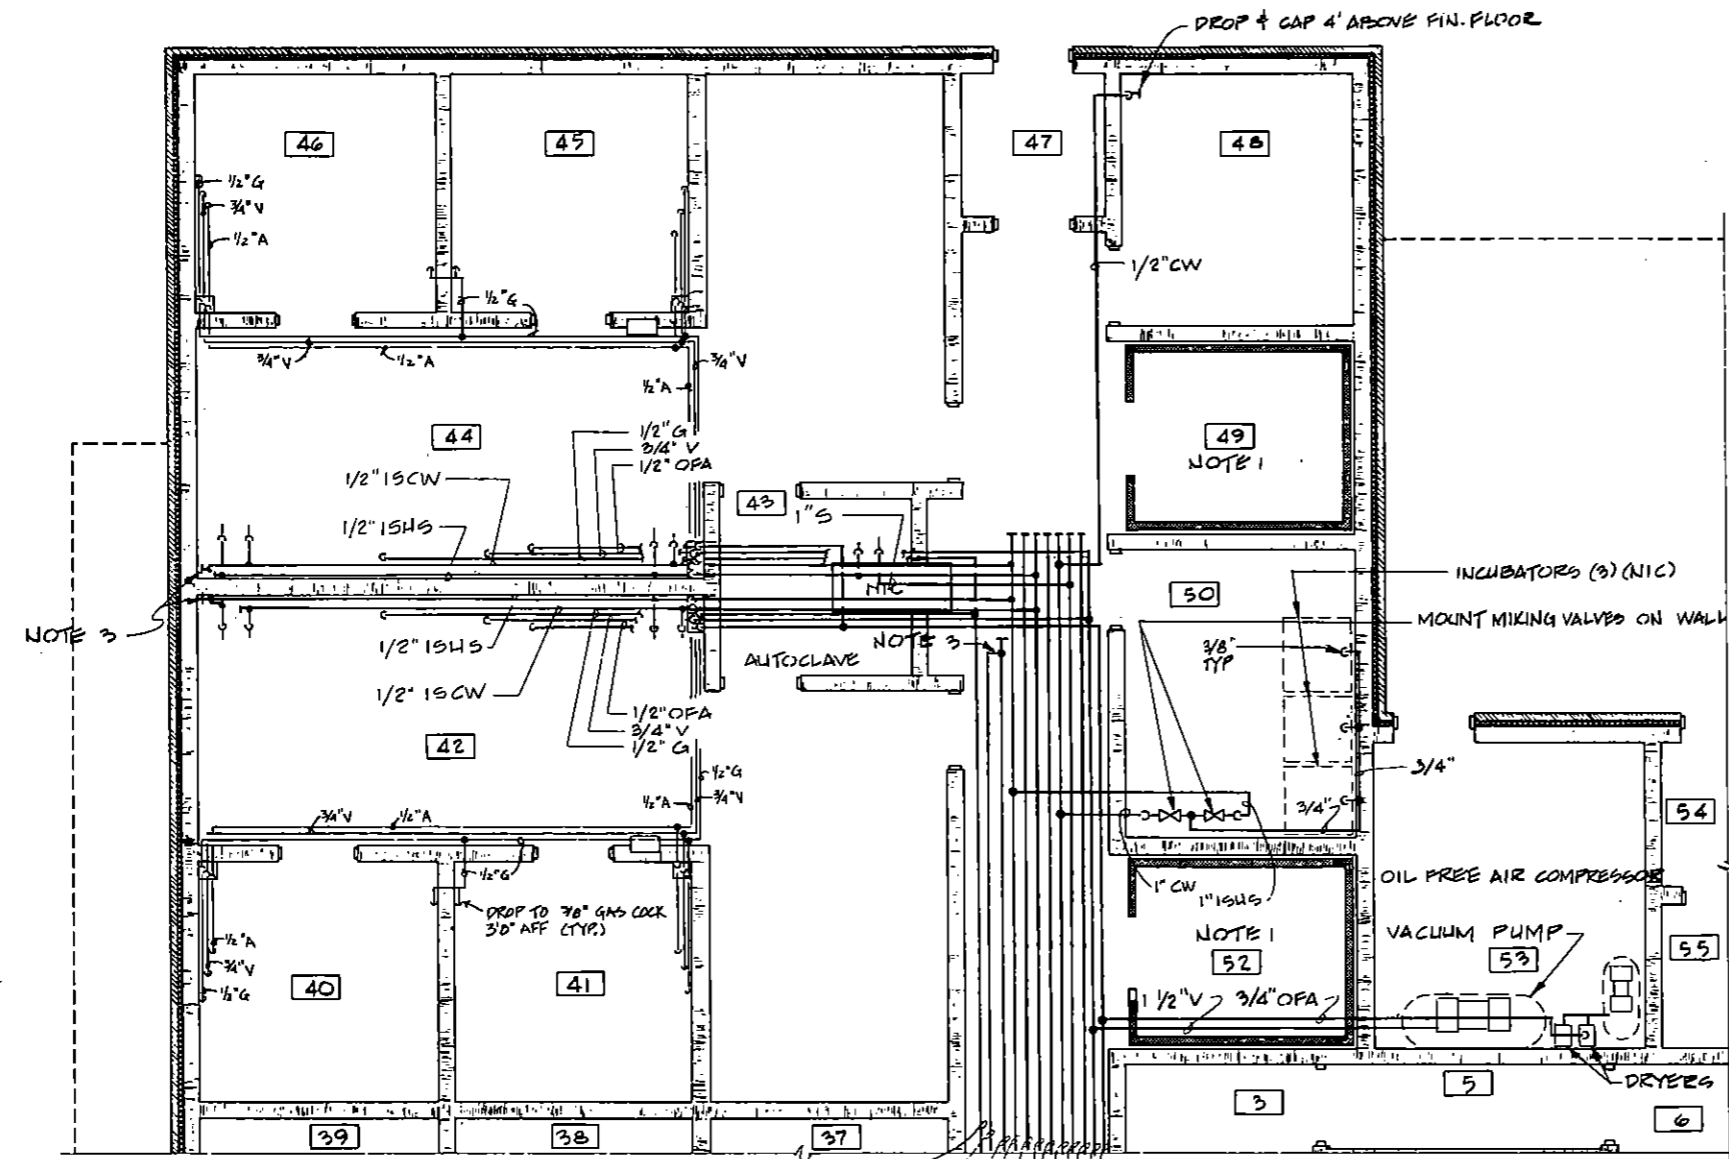 DROP & CAP 4' ABOVE FIN. FLOOR
46
45
47
48
1/2" G
3/4" V
1/2" A
1/2" G
1/2" CW
3/4" V
1/2" A
3/4" V
1/2" A
44
1/2" G
3/4" V
1/2" OFA
49
NOTE 1
1/2" ISCW
43
1" S
1/2" ISHS
NIC
INCUBATORS (3) (NIC)
50
MOUNT MIKING VALVES ON WALL
NOTE 3
1/2" ISHS
AUTOCLAVE
NOTE 3
3/8"
TYP
1/2" ISCW
1/2" OFA
3/4" V
1/2" G
42
1/2" G
3/4" V
1/2" A
3/4"
3/4" V
1/2" A
3/4"
54
1/2" G
1" CW
1" ISHS
OIL FREE AIR COMPRESSOR
DROP TO 3/8" GAS COCK
3'0" AFF (TYP.)
NOTE 1
VACUUM PUMP
1/2" A
3/4" V
1/2" G
40
41
52
53
55
1 1/2" V
3/4" OFA
DRYERS
3
5
6
39
38
37